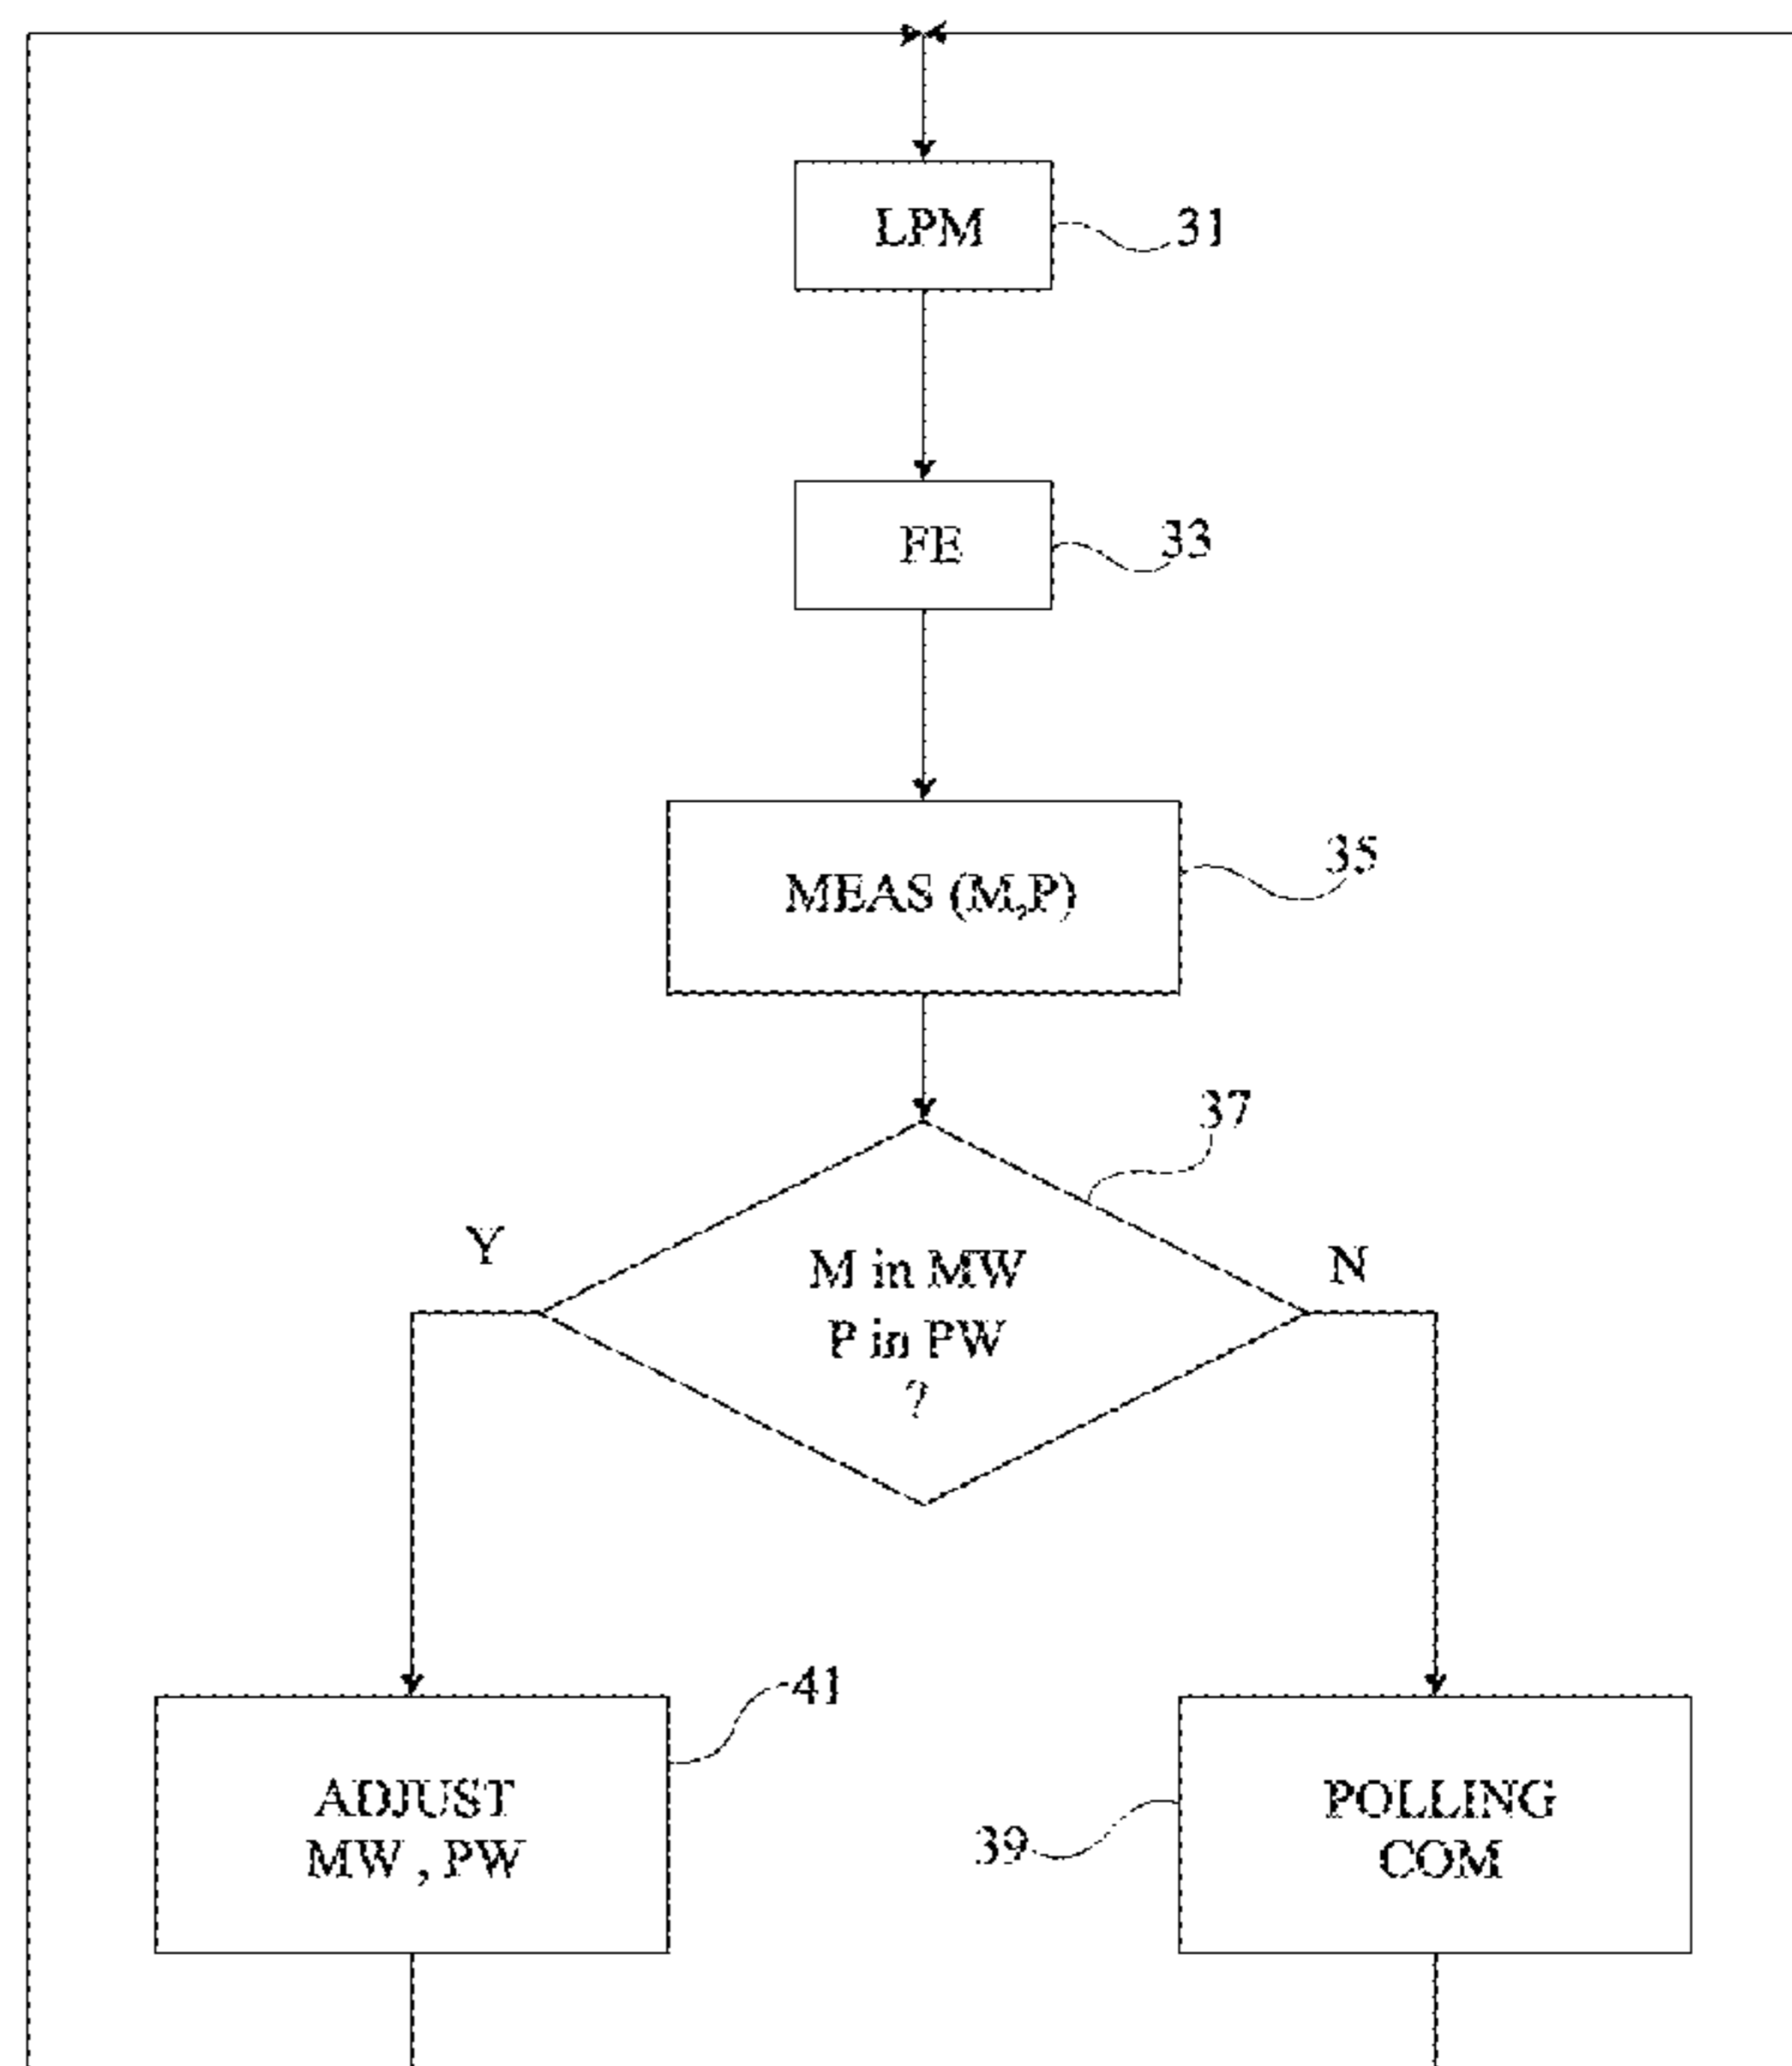 LPM
31
FE
33
MEAS (M,P)
35
37
Y
M in MW
P in PW
?
N
41
ADJUST
MW , PW
39
POLLING
COM